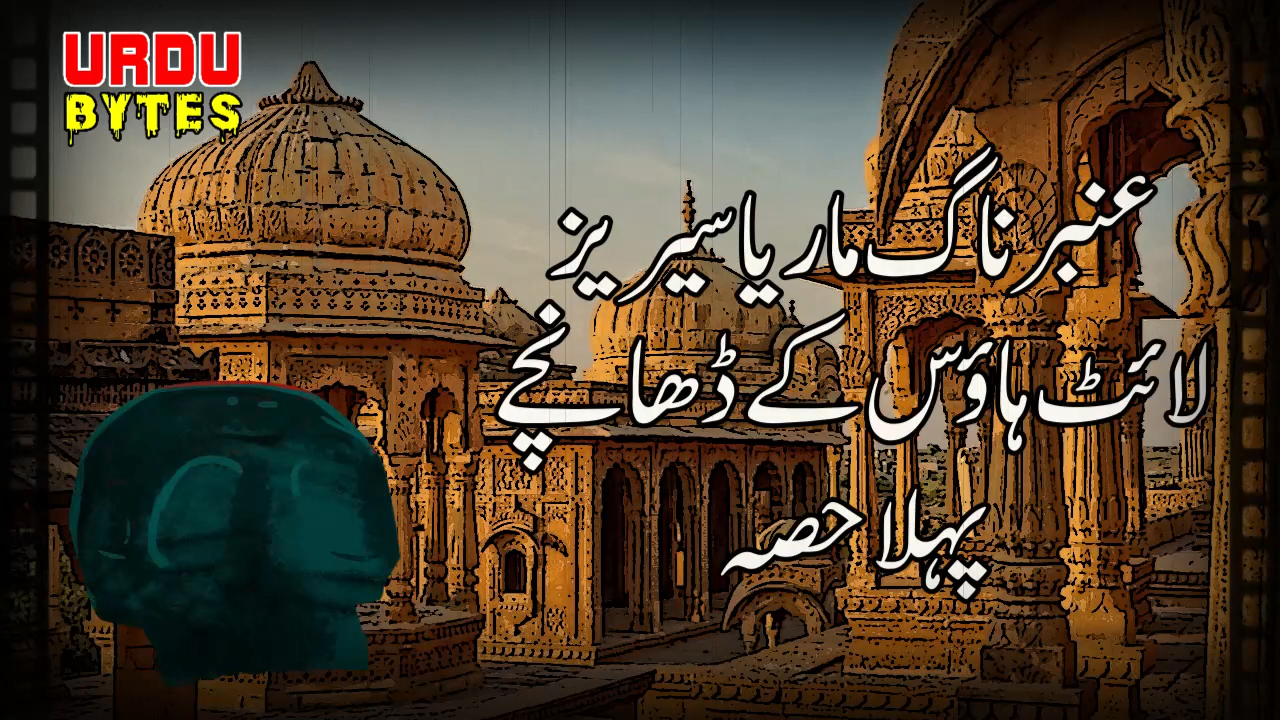 URDU
BYTES
عنبر ناگ ماریا سیریز
لائٹ ہاؤس کے ڈھانچے
پہلا حصہ